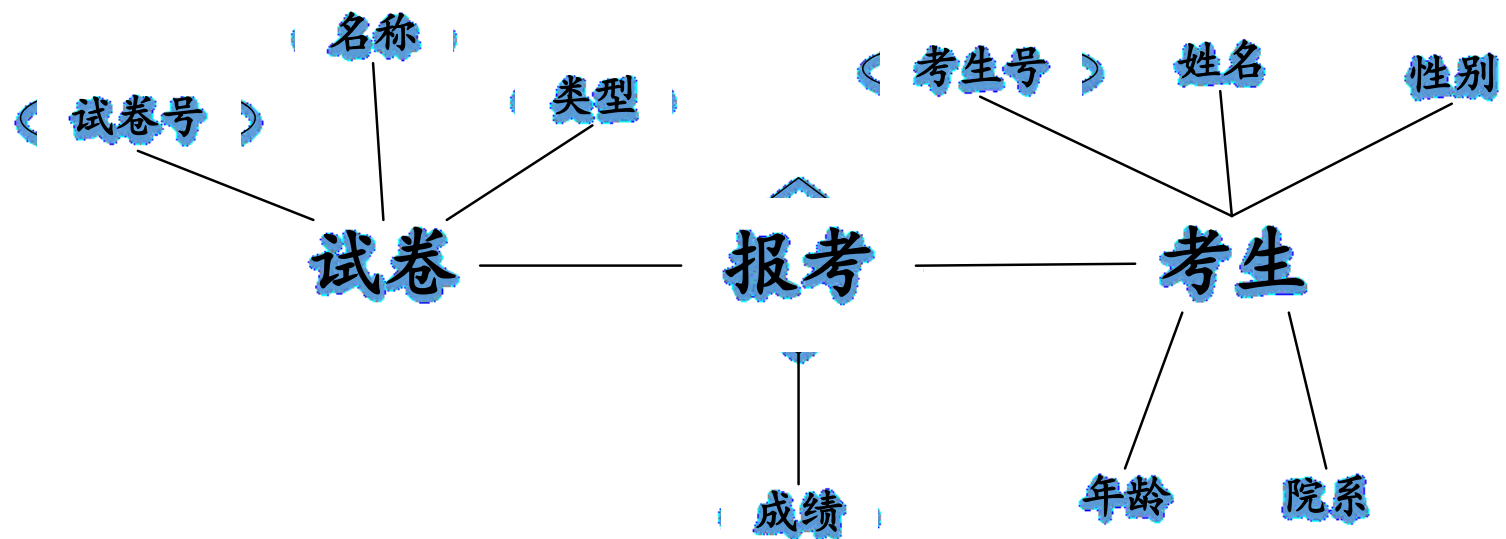 名称
考生号
姓名
性别
试卷号
类型
试卷
报考
考生
成绩
年龄
院系